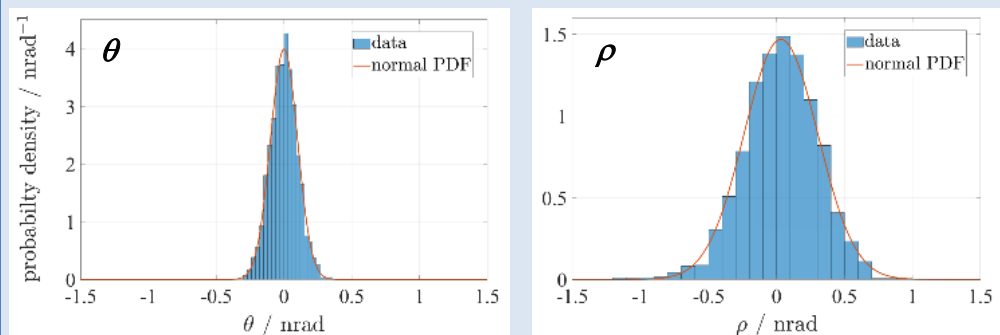 θ
data
normal PDF
probabilty density / nrad⁻¹
4
3
2
1
0
-1.5 -1 -0.5 0 0.5 1 1.5
θ / nrad
ρ
data
normal PDF
1.5
1
0.5
0
-1.5 -1 -0.5 0 0.5 1 1.5
ρ / nrad